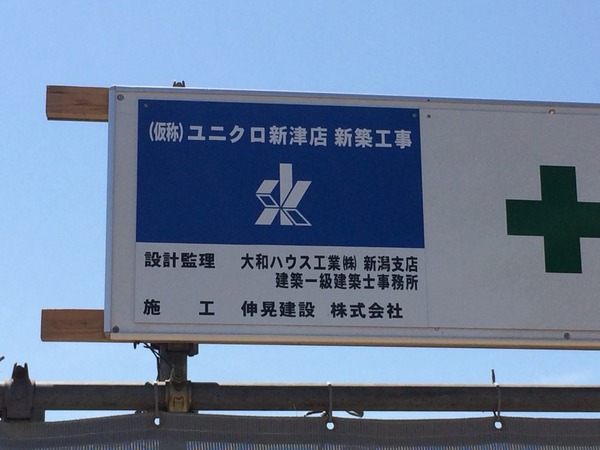 (仮称)ユニクロ新津店 新築工事
設計監理 大和ハウス工業㈱ 新潟支店
建築一級建築士事務所
施工 伸晃建設 株式会社